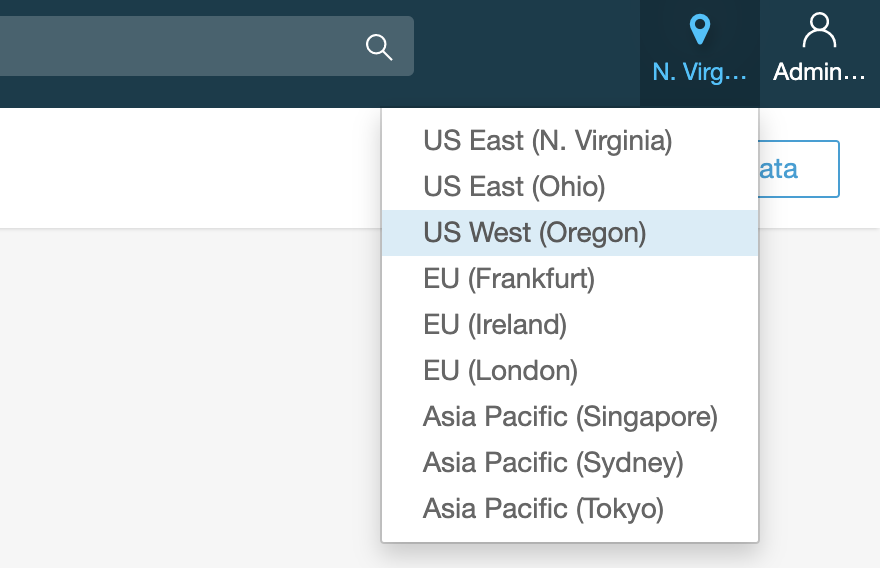 N. Virg...
Admin...
US East (N. Virginia)
ata
US East (Ohio)
US West (Oregon)
EU (Frankfurt)
EU (Ireland)
EU (London)
Asia Pacific (Singapore)
Asia Pacific (Sydney)
Asia Pacific (Tokyo)